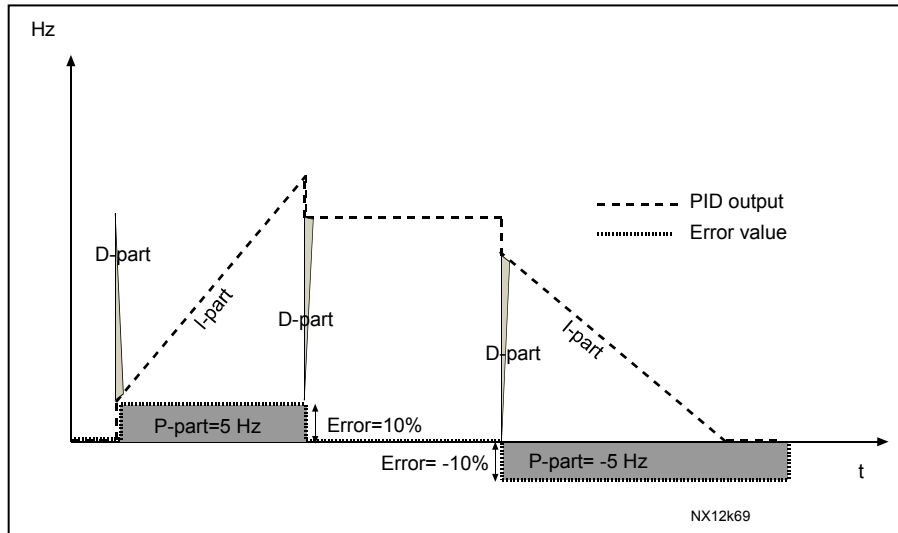 Hz
PID output
Error value
D-part
I-part
D-part
D-part
I-part
P-part=5 Hz
Error=10%
Error= -10%
P-part= -5 Hz
t
NX12k69